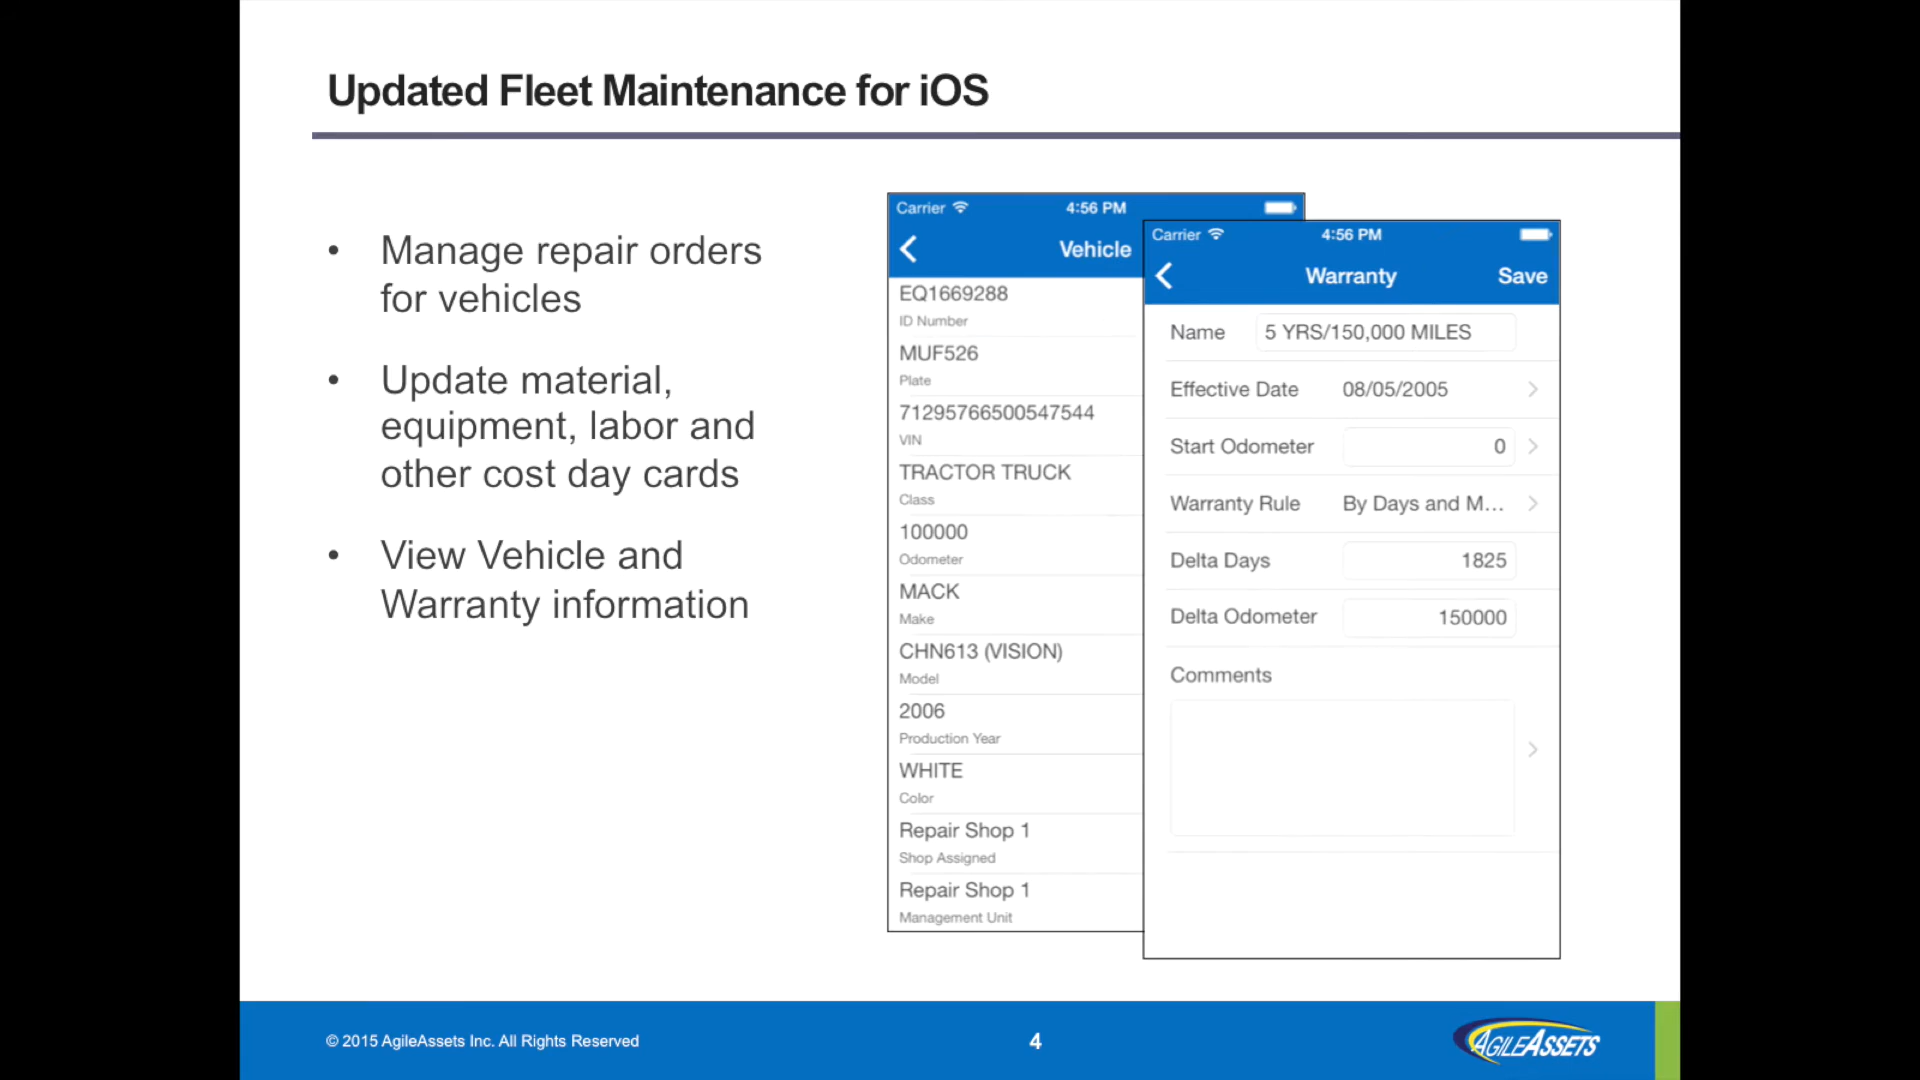 Updated Fleet Maintenance for iOS
• Manage repair orders
for vehicles
• Update material,
equipment, labor and
other cost day cards
• View Vehicle and
Warranty information
Carrier 4:56 PM
Vehicle
EQ1669288
ID Number
MUF526
Plate
71295766500547544
VIN
TRACTOR TRUCK
Class
100000
Odometer
MACK
Make
CHN613 (VISION)
Model
2006
Production Year
WHITE
Color
Repair Shop 1
Shop Assigned
Repair Shop 1
Management Unit
Carrier 4:56 PM
Warranty Save
Name 5 YRS/150,000 MILES
Effective Date 08/05/2005
Start Odometer 0
Warranty Rule By Days and M...
Delta Days 1825
Delta Odometer 150000
Comments
© 2015 AgileAssets Inc. All Rights Reserved
4
AGILEASSETS